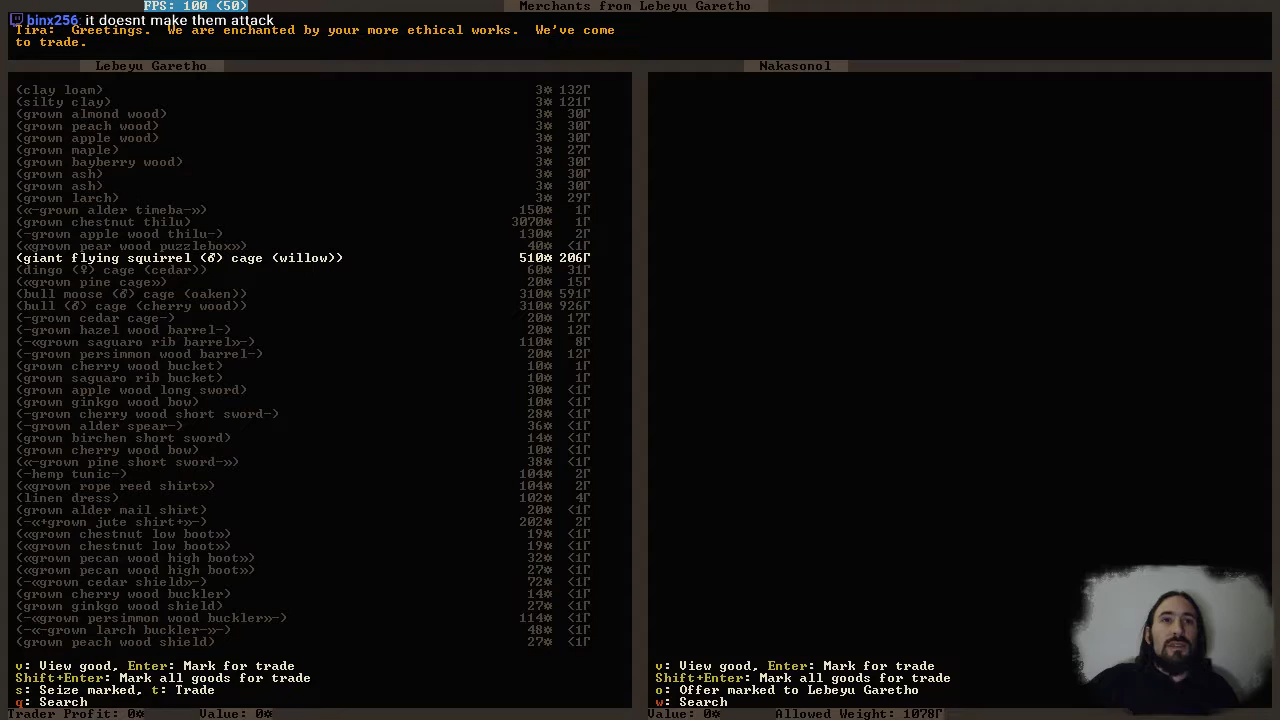 FPS: 100 (50)
Merchants from Lebeyu Garetho
binx256: it doesnt make them attack
Tira: Greetings. We are enchanted by your more ethical works. We've come
to trade.
Lebeyu Garetho
Nakasonol
(clay loam) 3☼ 132Γ
(silty clay) 3☼ 121Γ
(grown almond wood) 3☼ 30Γ
(grown peach wood) 3☼ 30Γ
(grown apple wood) 3☼ 30Γ
(grown maple) 3☼ 27Γ
(grown bayberry wood) 3☼ 30Γ
(grown ash) 3☼ 30Γ
(grown ash) 3☼ 30Γ
(grown larch) 3☼ 29Γ
(«-grown alder timeba-») 150☼ 1Γ
(grown chestnut thilu) 3070☼ 1Γ
(-grown apple wood thilu-) 130☼ 2Γ
(«grown pear wood puzzlebox») 40☼ <1Γ
(giant flying squirrel (♂) cage (willow)) 510☼ 206Γ
(dingo (♀) cage (cedar)) 60☼ 31Γ
(«grown pine cage») 20☼ 15Γ
(bull moose (♂) cage (oaken)) 310☼ 591Γ
(bull (♂) cage (cherry wood)) 310☼ 926Γ
(-grown cedar cage-) 20☼ 17Γ
(-grown hazel wood barrel-) 20☼ 12Γ
(-«grown saguaro rib barrel»-) 110☼ 8Γ
(-grown persimmon wood barrel-) 20☼ 12Γ
(grown cherry wood bucket) 10☼ 1Γ
(grown saguaro rib bucket) 10☼ 1Γ
(grown apple wood long sword) 30☼ <1Γ
(grown ginkgo wood bow) 10☼ <1Γ
(-grown cherry wood short sword-) 28☼ <1Γ
(-grown alder spear-) 36☼ <1Γ
(grown birchen short sword) 14☼ <1Γ
(grown cherry wood bow) 10☼ <1Γ
(«-grown pine short sword-») 38☼ <1Γ
(-hemp tunic-) 104☼ 2Γ
(«grown rope reed shirt») 104☼ 2Γ
(linen dress) 102☼ 4Γ
(grown alder mail shirt) 20☼ <1Γ
(-«+grown jute shirt+»-) 202☼ 2Γ
(«grown chestnut low boot») 19☼ <1Γ
(«grown chestnut low boot») 19☼ <1Γ
(«grown pecan wood high boot») 32☼ <1Γ
(«grown pecan wood high boot») 27☼ <1Γ
(-«grown cedar shield»-) 72☼ <1Γ
(grown cherry wood buckler) 14☼ <1Γ
(grown ginkgo wood shield) 27☼ <1Γ
(-«grown persimmon wood buckler»-) 114☼ <1Γ
(-«-grown larch buckler-»-) 48☼ <1Γ
(grown peach wood shield) 27☼ <1Γ
v: View good, Enter: Mark for trade
Shift+Enter: Mark all goods for trade
s: Seize marked, t: Trade
q: Search
Trader Profit: 0☼ Value: 0☼
v: View good, Enter: Mark for trade
Shift+Enter: Mark all goods for trade
o: Offer marked to Lebeyu Garetho
w: Search
Value: 0☼ Allowed Weight: 1078Γ